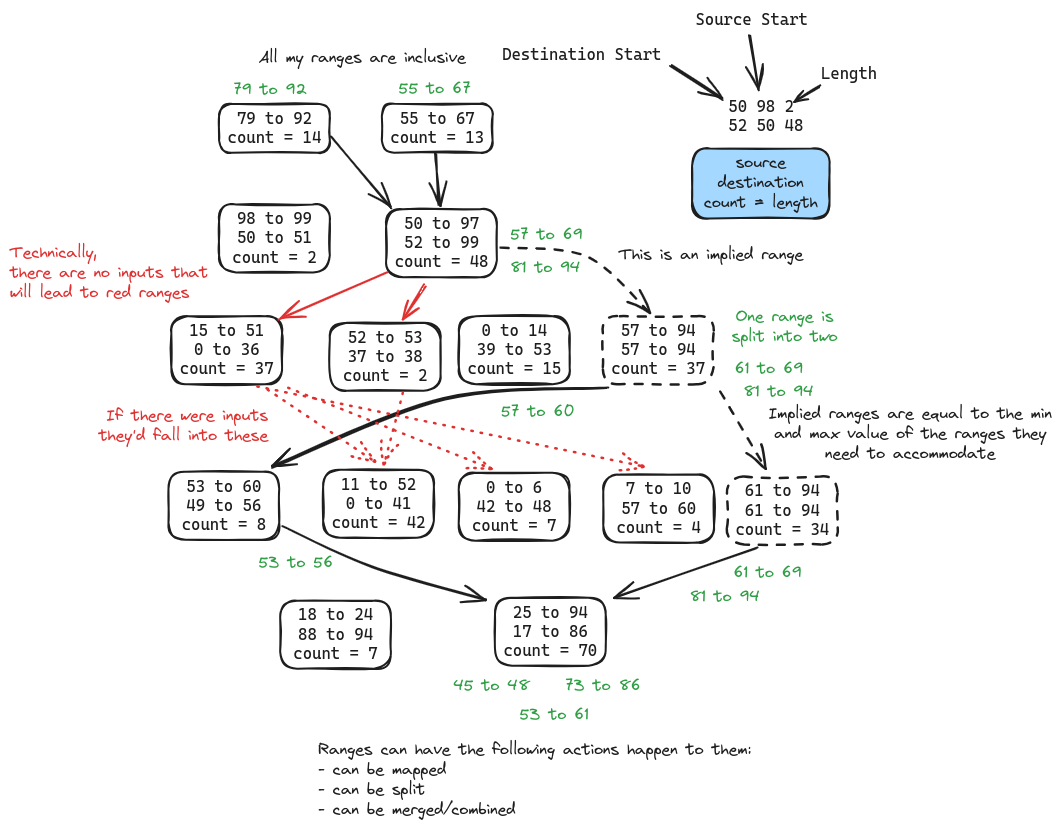 Source Start
Destination Start
Length
50 98 2
52 50 48
source
destination
count = length
All my ranges are inclusive
79 to 92
55 to 67
79 to 92
count = 14
55 to 67
count = 13
98 to 99
50 to 51
count = 2
50 to 97
52 to 99
count = 48
57 to 69
81 to 94
This is an implied range
Technically,
there are no inputs that
will lead to red ranges
15 to 51
0 to 36
count = 37
52 to 53
37 to 38
count = 2
0 to 14
39 to 53
count = 15
57 to 94
57 to 94
count = 37
One range is
split into two
61 to 69
81 to 94
57 to 60
If there were inputs
they'd fall into these
Implied ranges are equal to the min
and max value of the ranges they
need to accommodate
53 to 60
49 to 56
count = 8
11 to 52
0 to 41
count = 42
0 to 6
42 to 48
count = 7
7 to 10
57 to 60
count = 4
61 to 94
61 to 94
count = 34
53 to 56
61 to 69
81 to 94
18 to 24
88 to 94
count = 7
25 to 94
17 to 86
count = 70
45 to 48
73 to 86
53 to 61
Ranges can have the following actions happen to them:
- can be mapped
- can be split
- can be merged/combined